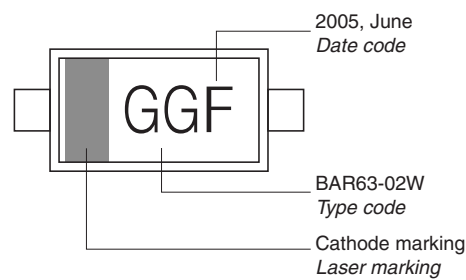 2005, June
Date code
GGF
BAR63-02W
Type code
Cathode marking
Laser marking